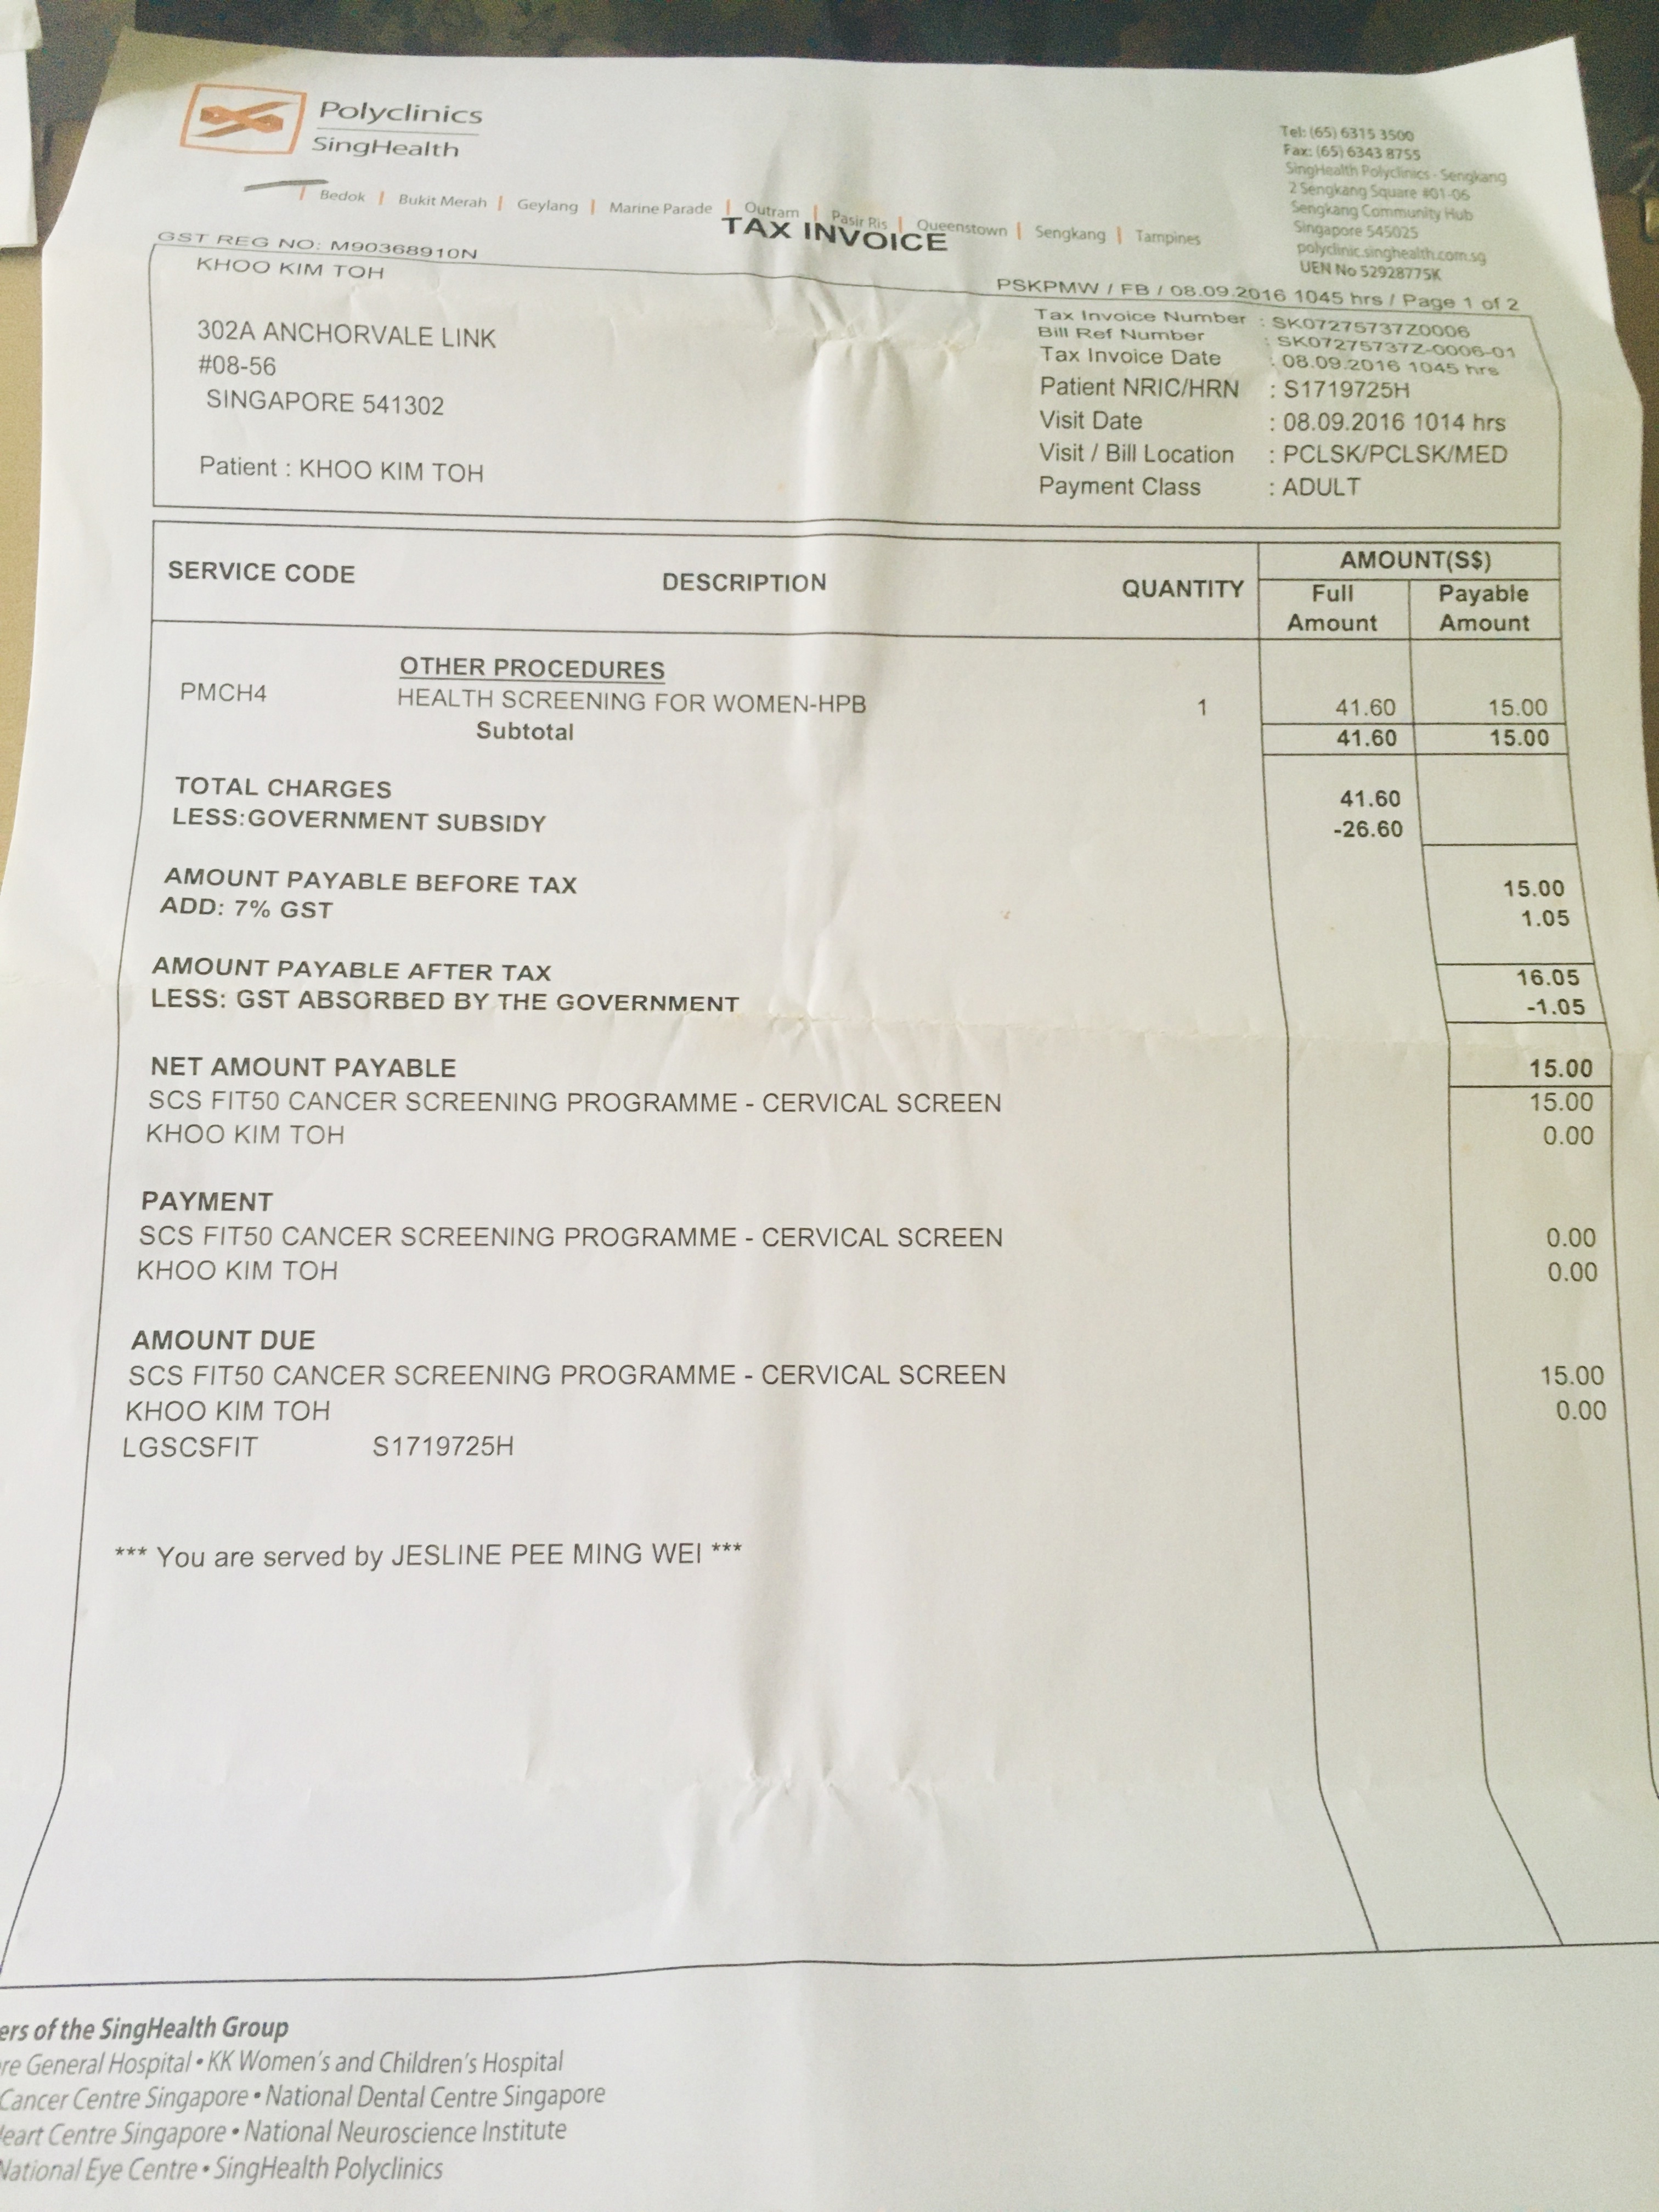 Polyclinics
SingHealth
Tel: (65) 6315 3500
Fax: (65) 6343 8755
SingHealth Polyclinics - Sengkang
2 Sengkang Square #01-06
Sengkang Community Hub
Singapore 545025
polyclinic.singhealth.com.sg
UEN No 52928775K
Bedok | Bukit Merah | Geylang | Marine Parade | Outram | Pasir Ris | Queenstown | Sengkang | Tampines
TAX INVOICE
GST REG NO: M90368910N
PSKPMW / FB / 08.09.2016 1045 hrs / Page 1 of 2
KHOO KIM TOH
302A ANCHORVALE LINK
#08-56
SINGAPORE 541302
Patient : KHOO KIM TOH
Tax Invoice Number : SK07275737Z0006
Bill Ref Number : SK07275737Z-0006-01
Tax Invoice Date : 08.09.2016 1045 hrs
Patient NRIC/HRN : S1719725H
Visit Date : 08.09.2016 1014 hrs
Visit / Bill Location : PCLSK/PCLSK/MED
Payment Class : ADULT
SERVICE CODE DESCRIPTION QUANTITY AMOUNT(S$)
Full Amount Payable Amount
OTHER PROCEDURES
PMCH4 HEALTH SCREENING FOR WOMEN-HPB 1 41.60 15.00
Subtotal 41.60 15.00
TOTAL CHARGES 41.60
LESS:GOVERNMENT SUBSIDY -26.60
AMOUNT PAYABLE BEFORE TAX 15.00
ADD: 7% GST 1.05
AMOUNT PAYABLE AFTER TAX 16.05
LESS: GST ABSORBED BY THE GOVERNMENT -1.05
NET AMOUNT PAYABLE 15.00
SCS FIT50 CANCER SCREENING PROGRAMME - CERVICAL SCREEN 15.00
KHOO KIM TOH 0.00
PAYMENT
SCS FIT50 CANCER SCREENING PROGRAMME - CERVICAL SCREEN 0.00
KHOO KIM TOH 0.00
AMOUNT DUE
SCS FIT50 CANCER SCREENING PROGRAMME - CERVICAL SCREEN 15.00
KHOO KIM TOH 0.00
LGSCSFIT S1719725H
*** You are served by JESLINE PEE MING WEI ***
ers of the SingHealth Group
re General Hospital • KK Women's and Children's Hospital
Cancer Centre Singapore • National Dental Centre Singapore
eart Centre Singapore • National Neuroscience Institute
National Eye Centre • SingHealth Polyclinics